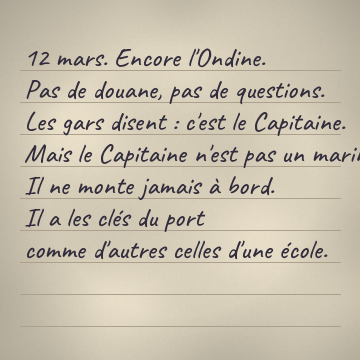 12 mars. Encore l'Ondine.
Pas de douane, pas de questions.
Les gars disent : c'est le Capitaine.
Mais le Capitaine n'est pas un
Il ne monte jamais à bord.
Il a les clés du port
comme d'autres celles d'une école.